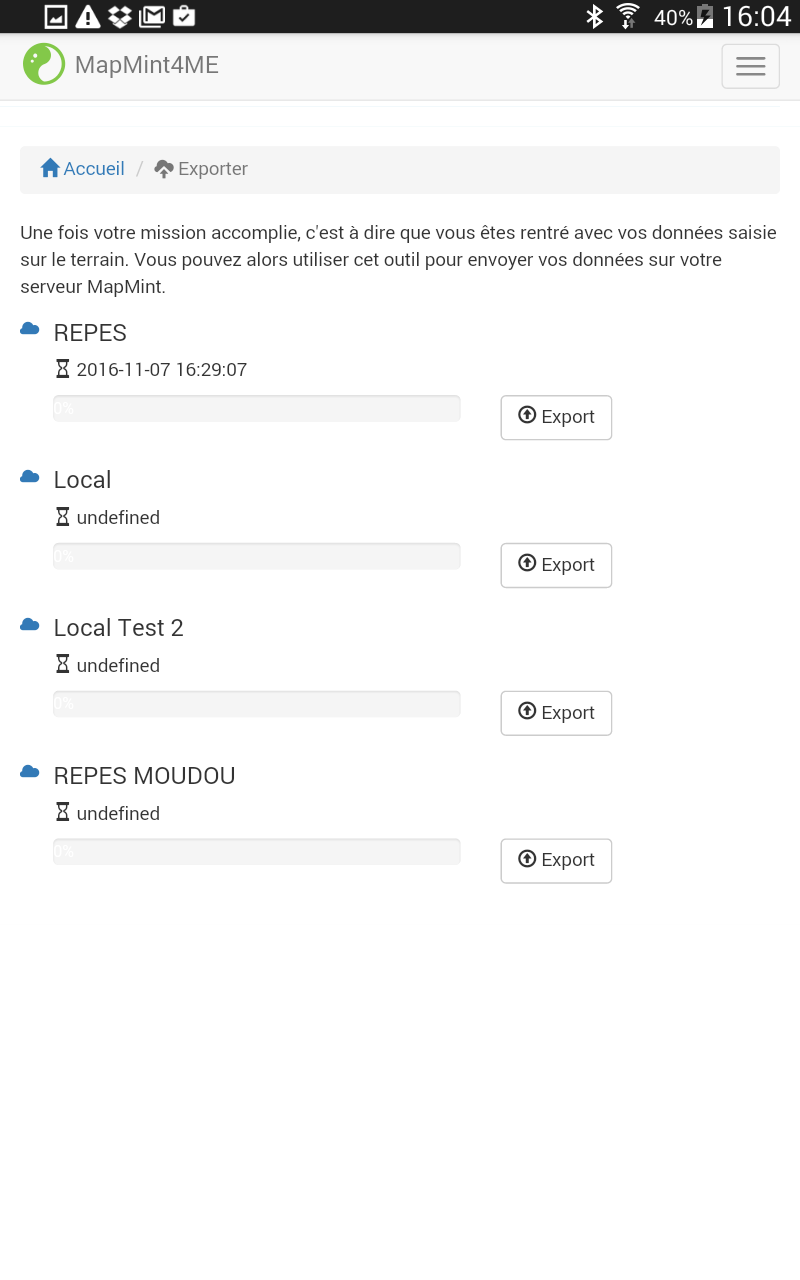 40% 16:04
MapMint4ME
Accueil / Exporter
Une fois votre mission accomplie, c'est à dire que vous êtes rentré avec vos données saisie
sur le terrain. Vous pouvez alors utiliser cet outil pour envoyer vos données sur votre
serveur MapMint.
REPES
2016-11-07 16:29:07
0% Export
Local
undefined
0% Export
Local Test 2
undefined
0% Export
REPES MOUDOU
undefined
0% Export